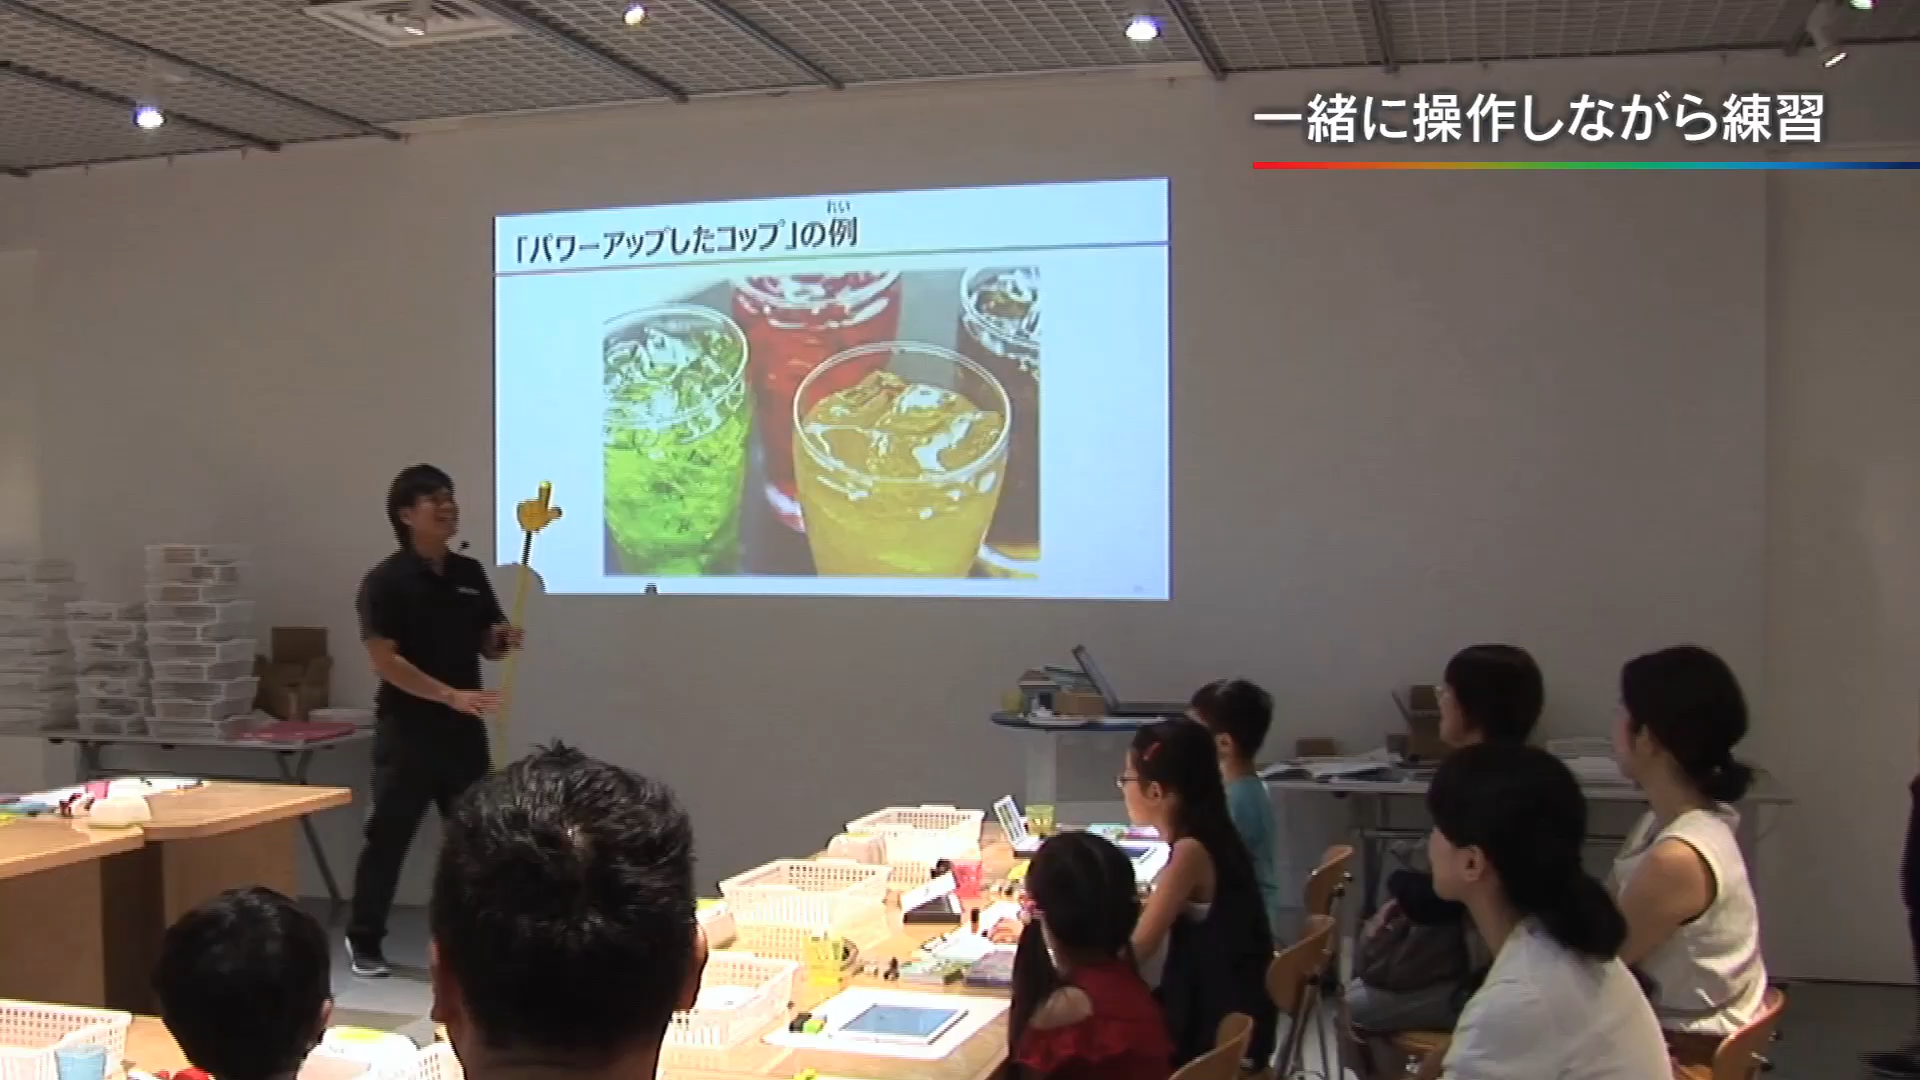 一緒に操作しながら練習
れい
「パワーアップしたコップ」の例